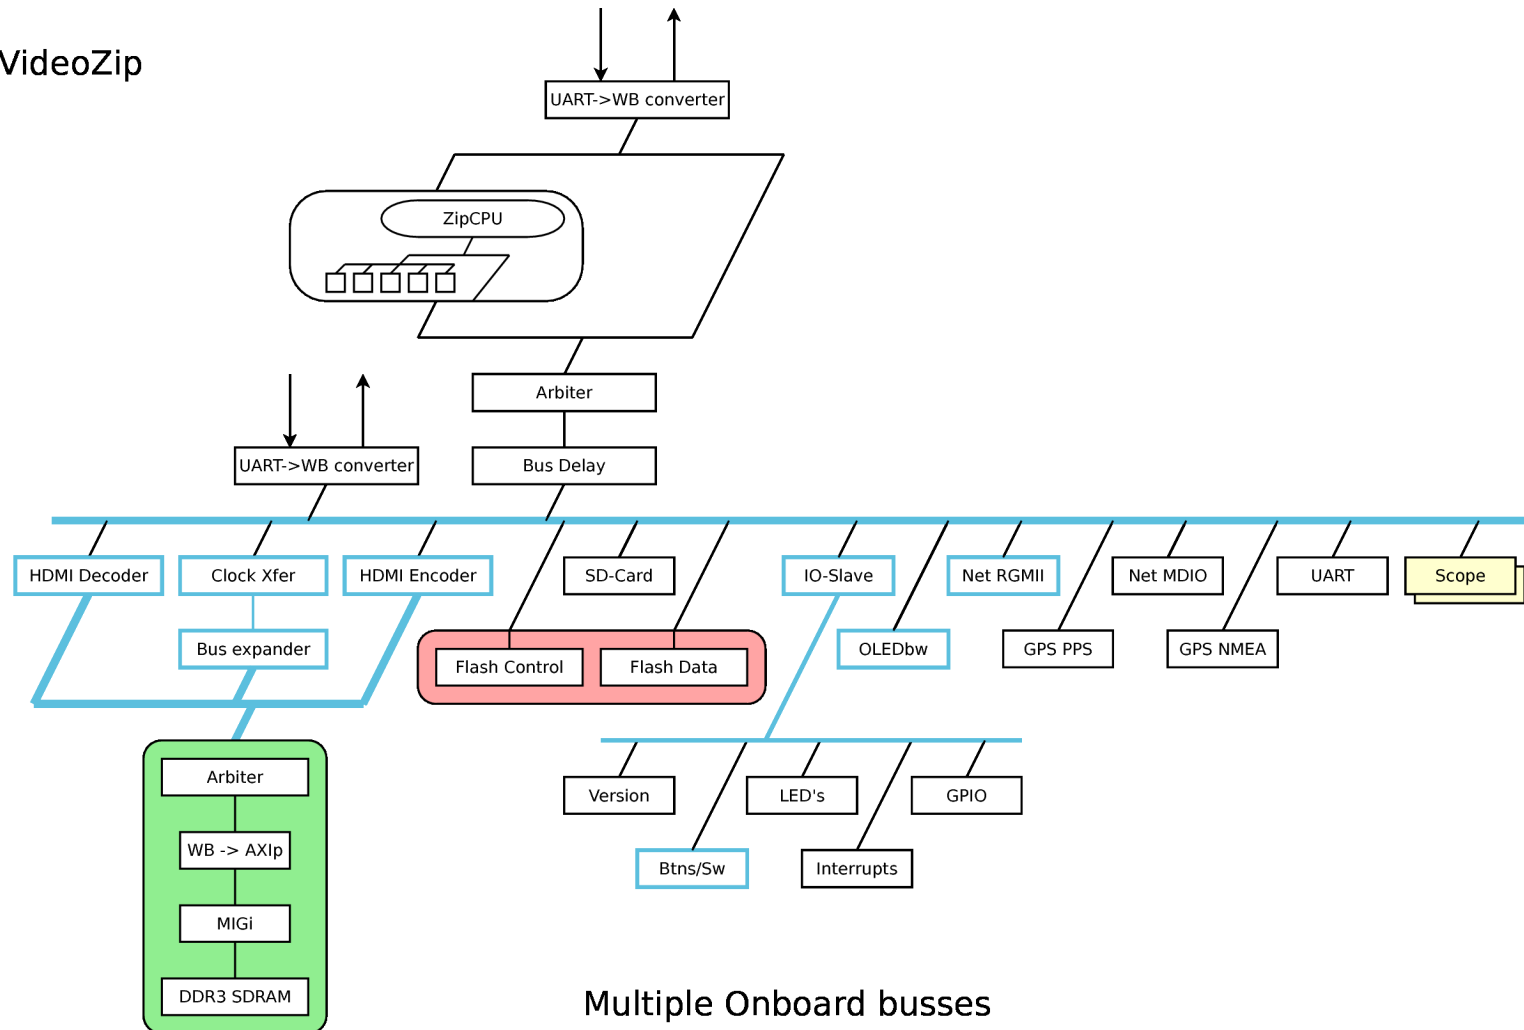 VideoZip
UART->WB converter
ZipCPU
Arbiter
UART->WB converter
Bus Delay
HDMI Decoder
Clock Xfer
HDMI Encoder
SD-Card
IO-Slave
Net RGMII
Net MDIO
UART
Scope
Bus expander
Flash Control
Flash Data
OLEDbw
GPS PPS
GPS NMEA
Arbiter
Version
LED's
GPIO
WB -> AXIp
Btns/Sw
Interrupts
MIGi
DDR3 SDRAM
Multiple Onboard busses